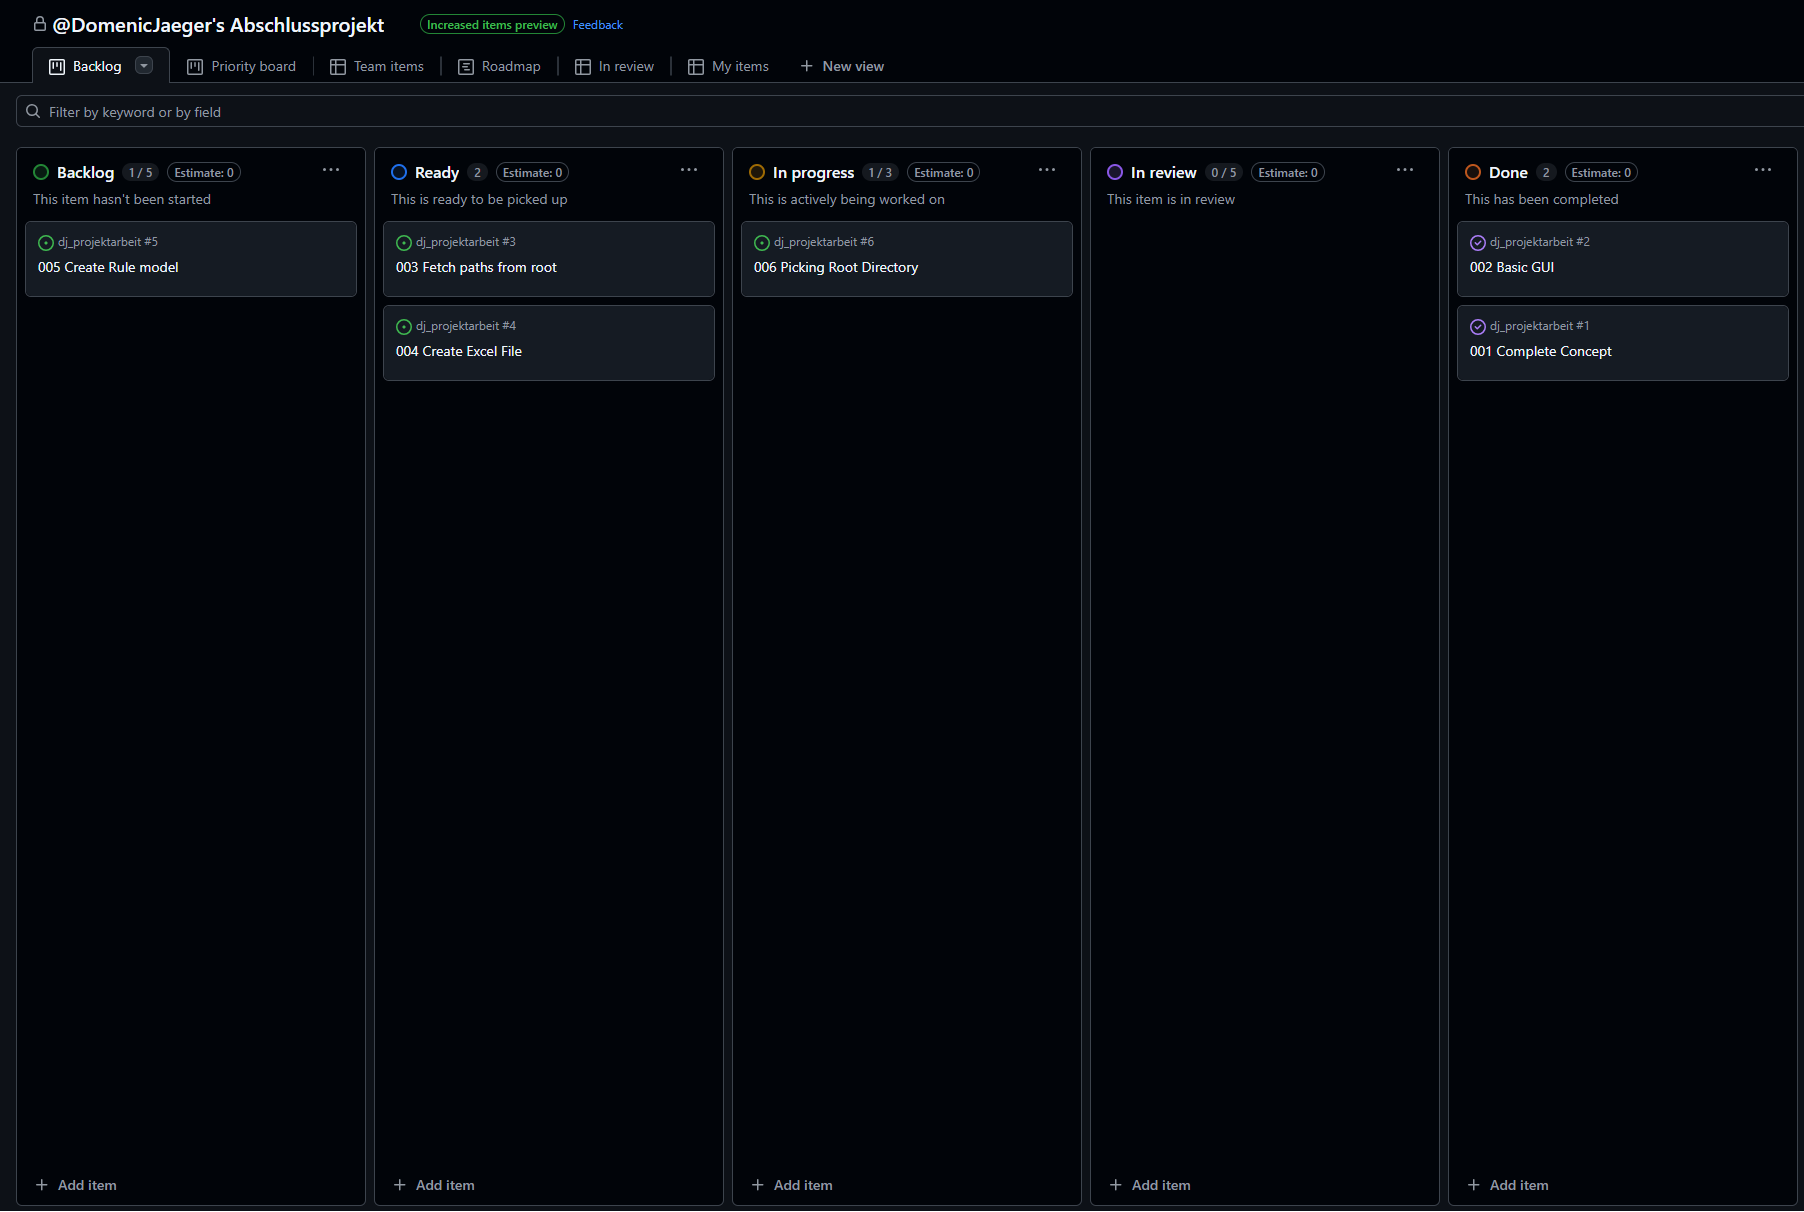 @DomenicJaeger's Abschlussprojekt
Increased items preview
Feedback
Backlog
Priority board
Team items
Roadmap
In review
My items
New view
Filter by keyword or by field
Backlog 1 / 5 Estimate: 0
This item hasn't been started
dj_projektarbeit #5
005 Create Rule model
Add item
Ready 2 Estimate: 0
This is ready to be picked up
dj_projektarbeit #3
003 Fetch paths from root
dj_projektarbeit #4
004 Create Excel File
Add item
In progress 1 / 3 Estimate: 0
This is actively being worked on
dj_projektarbeit #6
006 Picking Root Directory
Add item
In review 0 / 5 Estimate: 0
This item is in review
Add item
Done 2 Estimate: 0
This has been completed
dj_projektarbeit #2
002 Basic GUI
dj_projektarbeit #1
001 Complete Concept
Add item